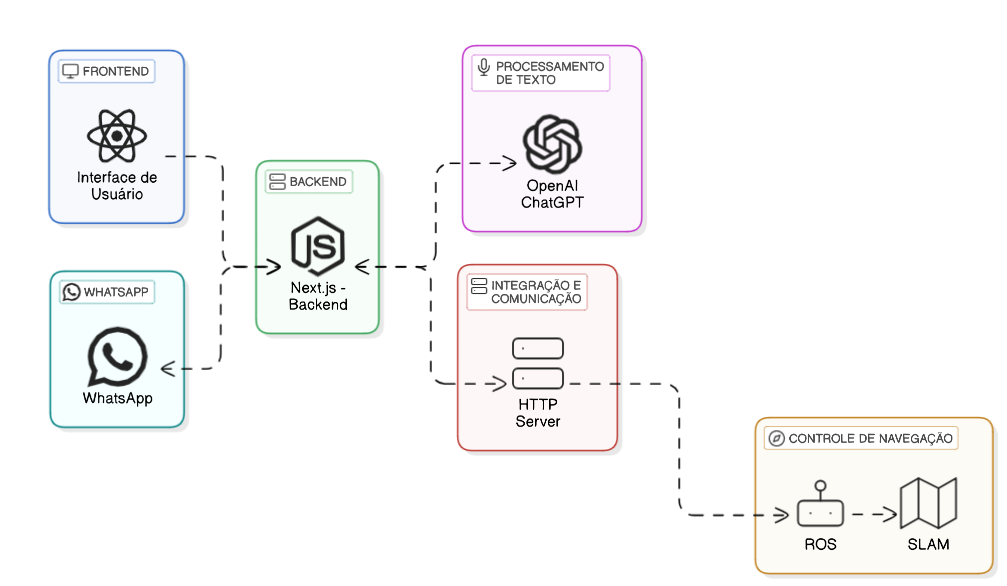 FRONTEND
Interface de
Usuário
WHATSAPP
WhatsApp
BACKEND
JS
Next.js -
Backend
PROCESSAMENTO
DE TEXTO
OpenAI
ChatGPT
INTEGRAÇÃO E
COMUNICAÇÃO
HTTP
Server
CONTROLE DE NAVEGAÇÃO
ROS
SLAM